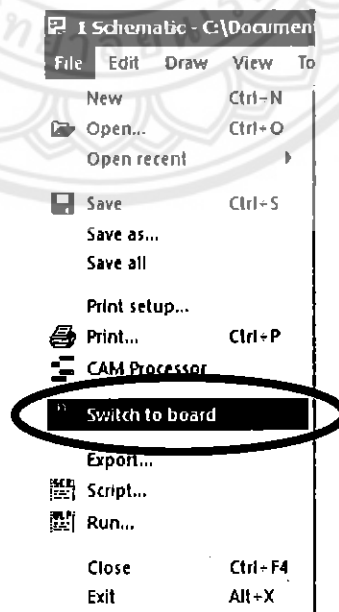 1 Schematic - C:\Documen
File Edit Draw View To
New Ctrl+N
Open... Ctrl+O
Open recent
Save Ctrl+S
Save as...
Save all
Print setup...
Print... Ctrl+P
CAM Processor
Switch to board
Export...
Script...
Run...
Close Ctrl+F4
Exit Alt+X